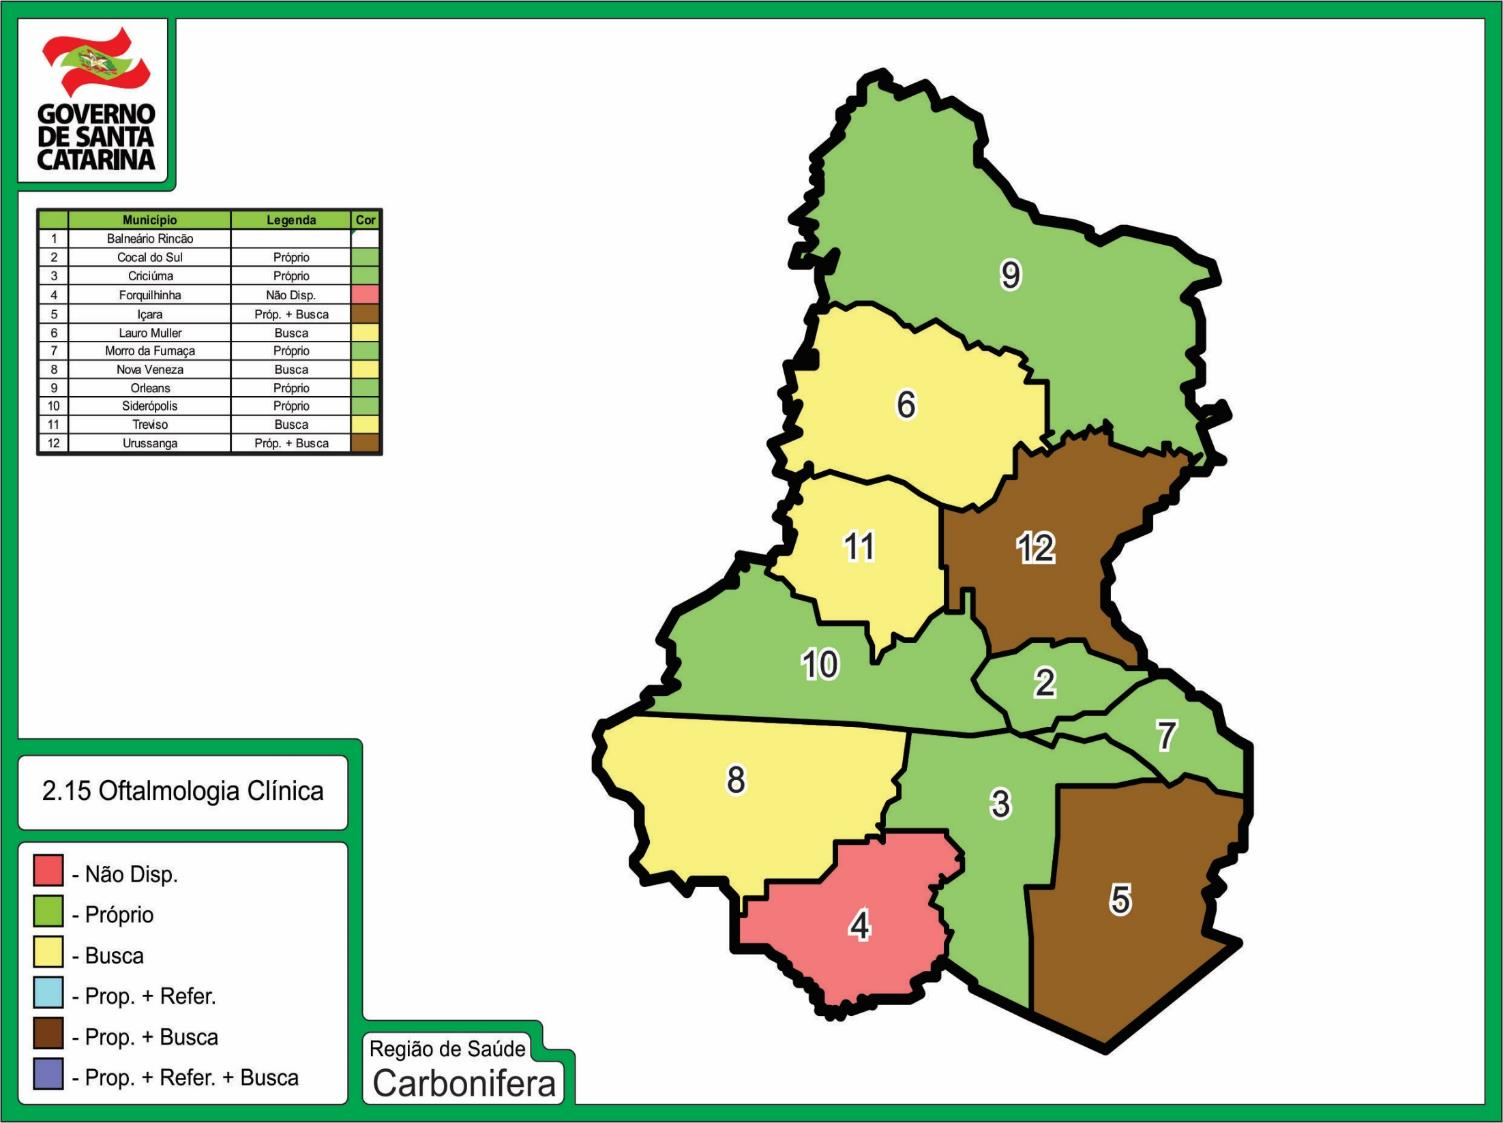 GOVERNO
DE SANTA
CATARINA
Município Legenda Cor
1 Balneário Rincão
2 Cocal do Sul Próprio
3 Criciúma Próprio
4 Forquilhinha Não Disp.
5 Içara Próp. + Busca
6 Lauro Muller Busca
7 Morro da Fumaça Próprio
8 Nova Veneza Busca
9 Orleans Próprio
10 Siderópolis Próprio
11 Treviso Busca
12 Urussanga Próp. + Busca
9
6
11
12
10
2
7
8
3
5
4
2.15 Oftalmologia Clínica
- Não Disp.
- Próprio
- Busca
- Prop. + Refer.
- Prop. + Busca
- Prop. + Refer. + Busca
Região de Saúde
Carbonifera